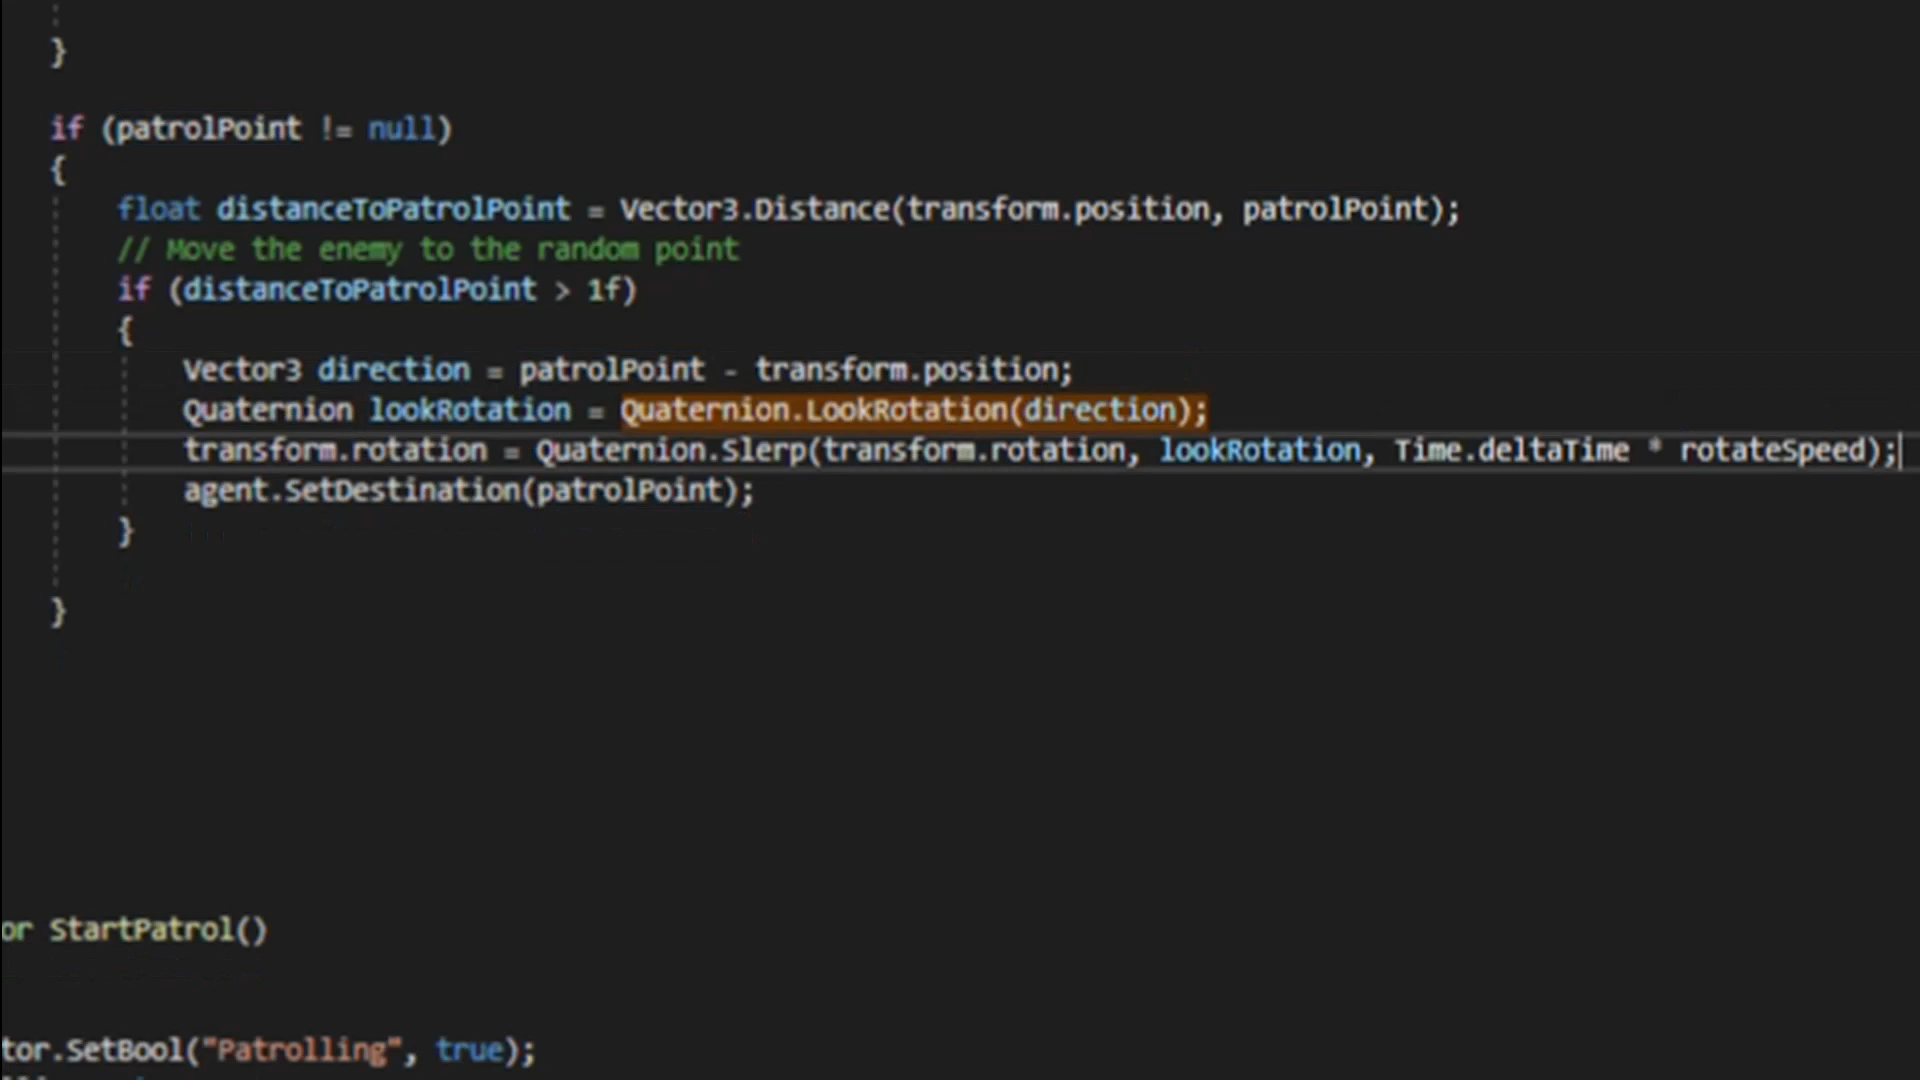 }
if (patrolPoint != null)
{
float distanceToPatrolPoint = Vector3.Distance(transform.position, patrolPoint);
// Move the enemy to the random point
if (distanceToPatrolPoint > 1f)
{
Vector3 direction = patrolPoint - transform.position;
Quaternion lookRotation = Quaternion.LookRotation(direction);
transform.rotation = Quaternion.Slerp(transform.rotation, lookRotation, Time.deltaTime * rotateSpeed);
agent.SetDestination(patrolPoint);
}
}
or StartPatrol()
tor.SetBool("Patrolling", true);